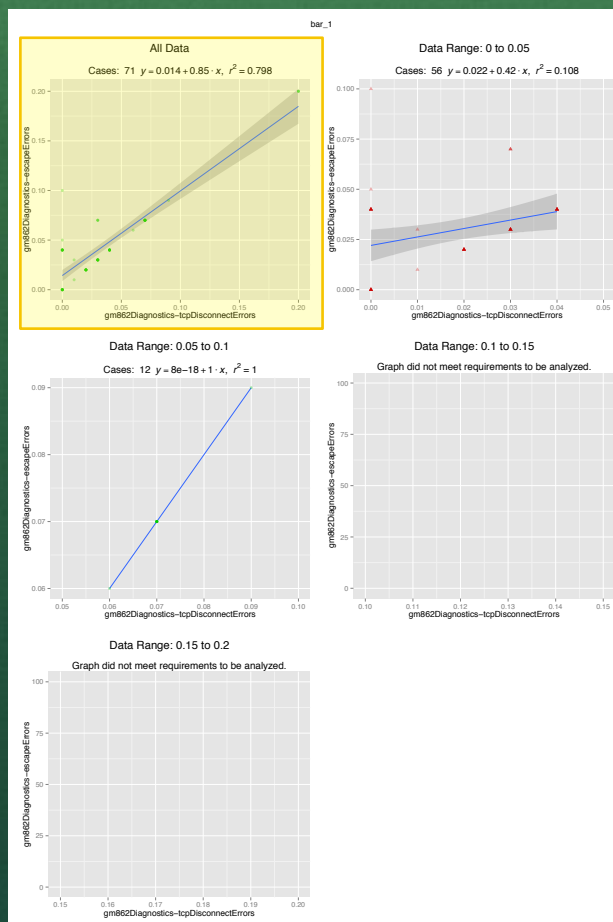 bar_1
All Data
Cases: 71 y = 0.014 + 0.85 · x, r² = 0.798
0.20
0.15
0.10
0.05
0.00
gm862Diagnostics−escapeErrors
0.00 0.05 0.10 0.15 0.20
gm862Diagnostics−tcpDisconnectErrors
Data Range: 0 to 0.05
Cases: 56 y = 0.022 + 0.42 · x, r² = 0.108
0.100
0.075
0.050
0.025
0.000
gm862Diagnostics−escapeErrors
0.00 0.01 0.02 0.03 0.04 0.05
gm862Diagnostics−tcpDisconnectErrors
Data Range: 0.05 to 0.1
Cases: 12 y = 8e−18 + 1 · x, r² = 1
0.09
0.08
0.07
0.06
gm862Diagnostics−escapeErrors
0.05 0.06 0.07 0.08 0.09 0.10
gm862Diagnostics−tcpDisconnectErrors
Data Range: 0.1 to 0.15
Graph did not meet requirements to be analyzed.
100
75
50
25
0
gm862Diagnostics−escapeErrors
0.10 0.11 0.12 0.13 0.14 0.15
gm862Diagnostics−tcpDisconnectErrors
Data Range: 0.15 to 0.2
Graph did not meet requirements to be analyzed.
100
75
50
25
0
gm862Diagnostics−escapeErrors
0.15 0.16 0.17 0.18 0.19 0.20
gm862Diagnostics−tcpDisconnectErrors